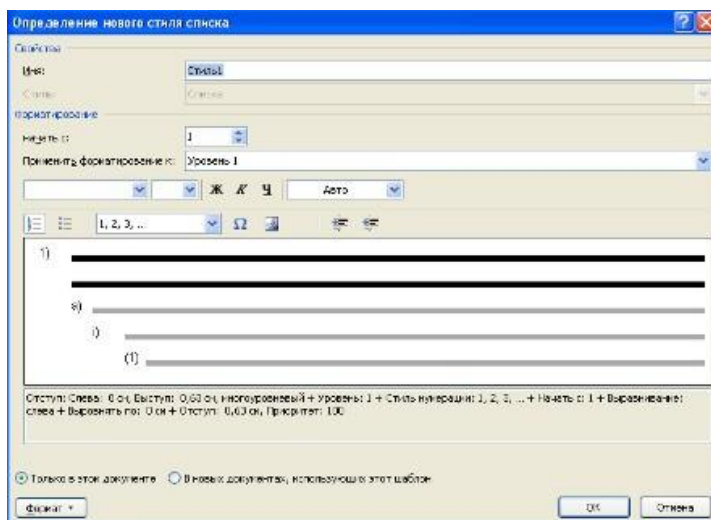 Определение нового стиля списка
Свойства
Имя: Стиль1
Стиль: Списка
Форматирование
начать с: 1
Применить форматирование к: Уровень 1
Ж К Ч Авто
1, 2, 3, ... Ω
1)
a)
i)
(1)
Отступ: Слева: 0 см, Выступ: 0,63 см, многоуровневый + Уровень: 1 + Стиль нумерации: 1, 2, 3, … + Начать с: 1 + Выравнивание:
слева + Выровнять по: 0 см + Отступ: 0,63 см, Приоритет: 100
Только в этом документе В новых документах, использующих этот шаблон
Формат ОК Отмена